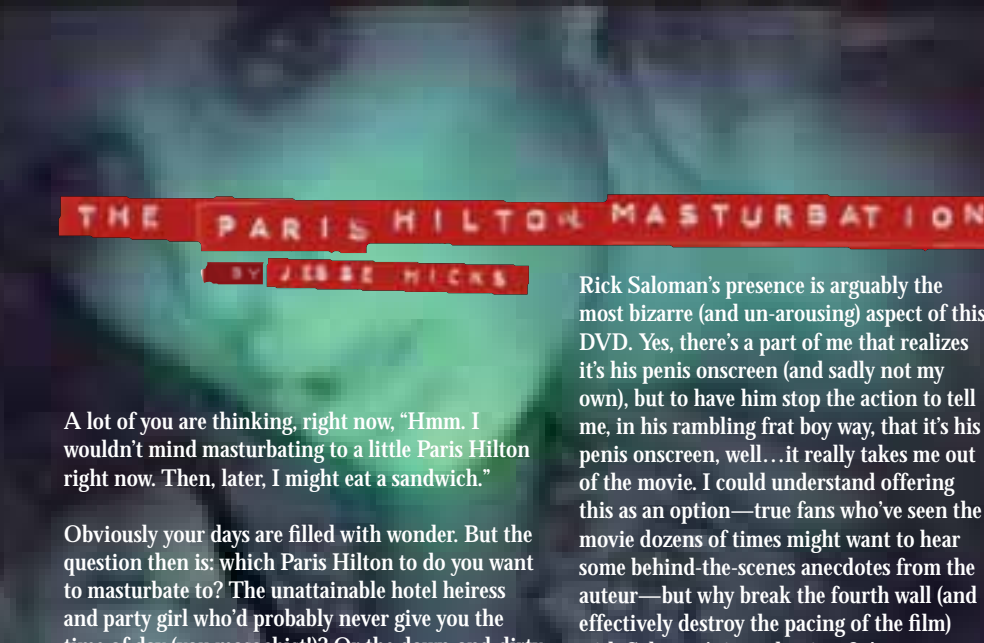 THE PARIS HILTON MASTURBATION
BY JESSE HICKS
A lot of you are thinking, right now, “Hmm. I
wouldn’t mind masturbating to a little Paris Hilton
right now. Then, later, I might eat a sandwich.”
Obviously your days are filled with wonder. But the
question then is: which Paris Hilton to do you want
to masturbate to? The unattainable hotel heiress
and party girl who’d probably never give you the
Rick Saloman’s presence is arguably the
most bizarre (and un-arousing) aspect of this
DVD. Yes, there’s a part of me that realizes
it’s his penis onscreen (and sadly not my
own), but to have him stop the action to tell
me, in his rambling frat boy way, that it’s his
penis onscreen, well…it really takes me out
of the movie. I could understand offering
this as an option—true fans who’ve seen the
movie dozens of times might want to hear
some behind-the-scenes anecdotes from the
auteur—but why break the fourth wall (and
effectively destroy the pacing of the film)